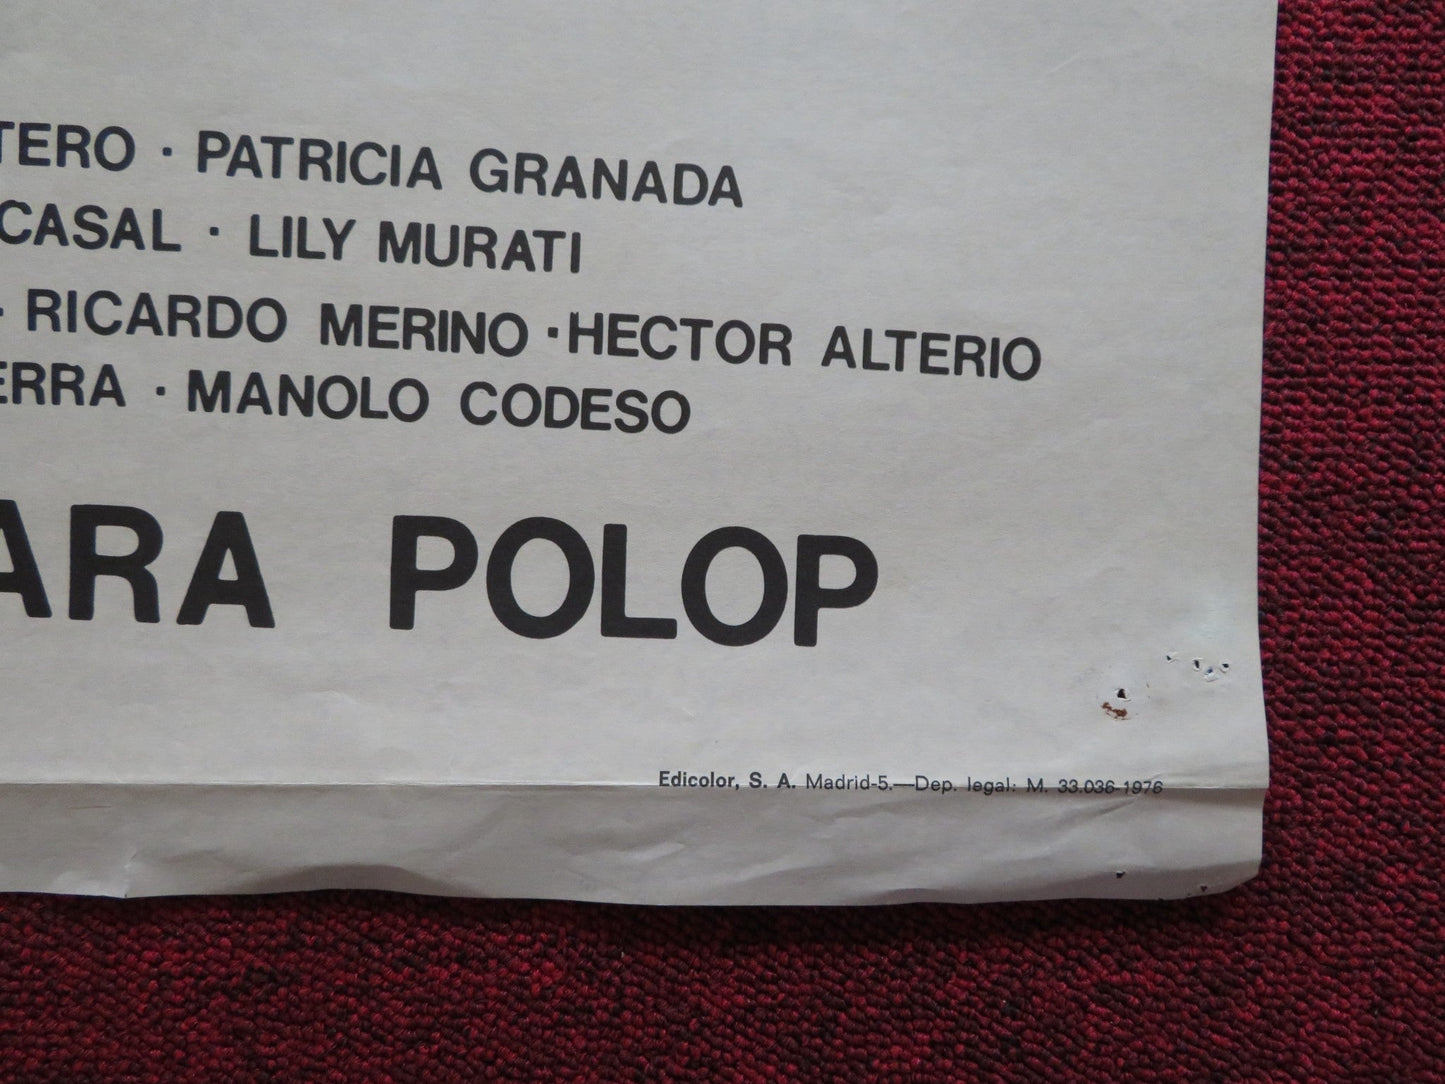 TERO · PATRICIA GRANADA
CASAL · LILY MURATI
· RICARDO MERINO · HECTOR ALTERIO
ERRA · MANOLO CODESO
ARA POLOP
Edicolor, S. A. Madrid-5.—Dep. legal: M. 33.036-1976